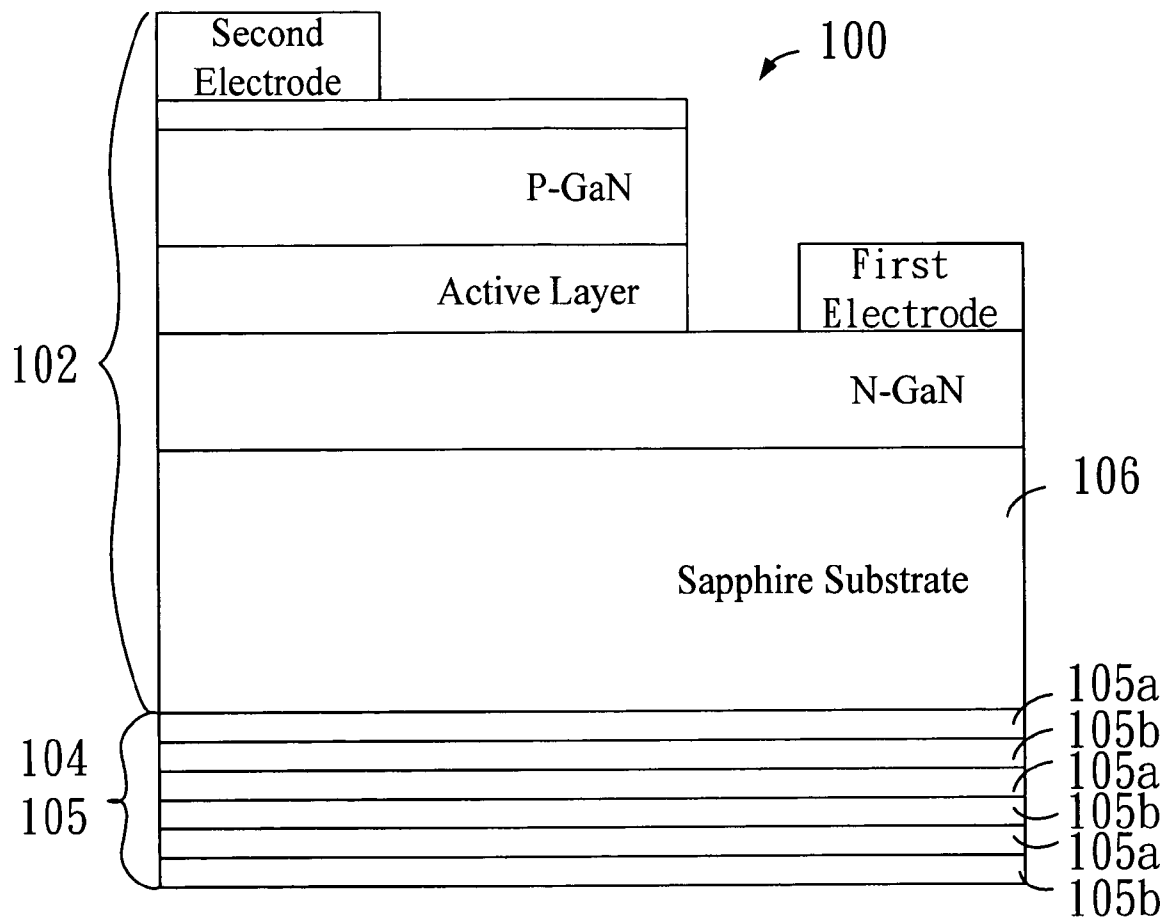 Second
Electrode
100
P-GaN
Active Layer
First
Electrode
102
N-GaN
106
Sapphire Substrate
105a
105b
104
105a
105
105b
105a
105b